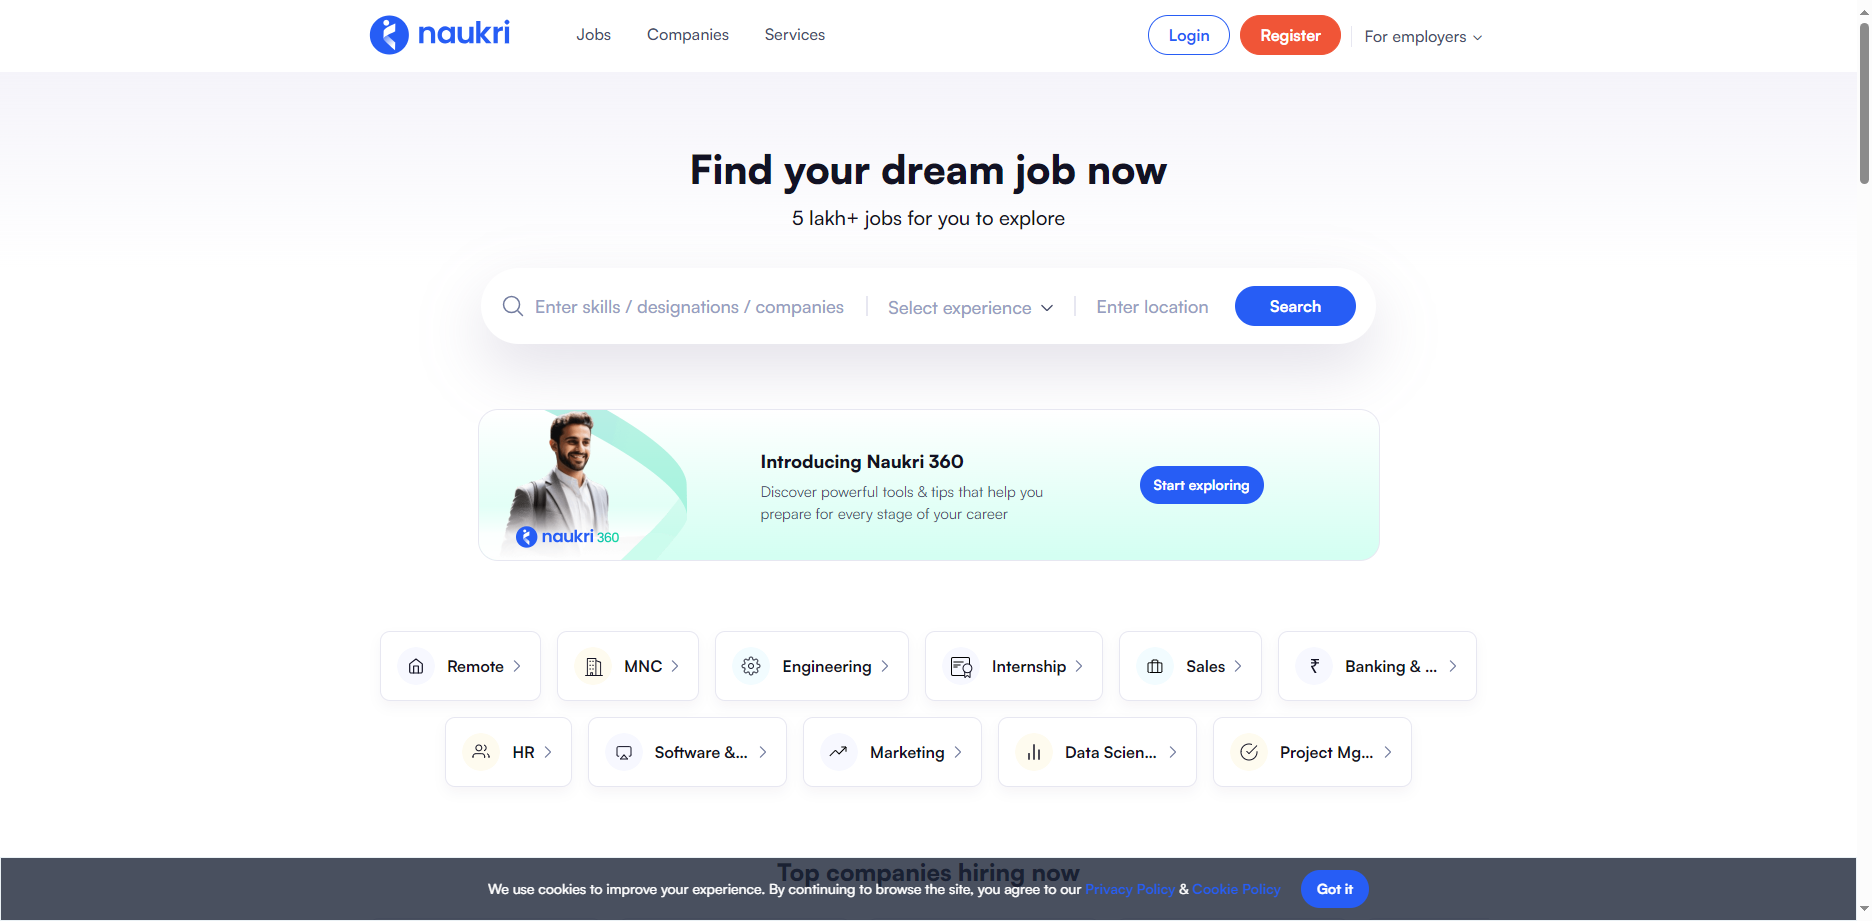 naukri
Jobs
Companies
Services
Login
Register
For employers
Find your dream job now
5 lakh+ jobs for you to explore
Enter skills / designations / companies
Select experience
Enter location
Search
Introducing Naukri 360
Discover powerful tools & tips that help you
prepare for every stage of your career
Start exploring
naukri 360
Remote
MNC
Engineering
Internship
Sales
Banking & ...
HR
Software &...
Marketing
Data Scien...
Project Mg...
Top companies hiring now
We use cookies to improve your experience. By continuing to browse the site, you agree to our Privacy Policy & Cookie Policy
Got it